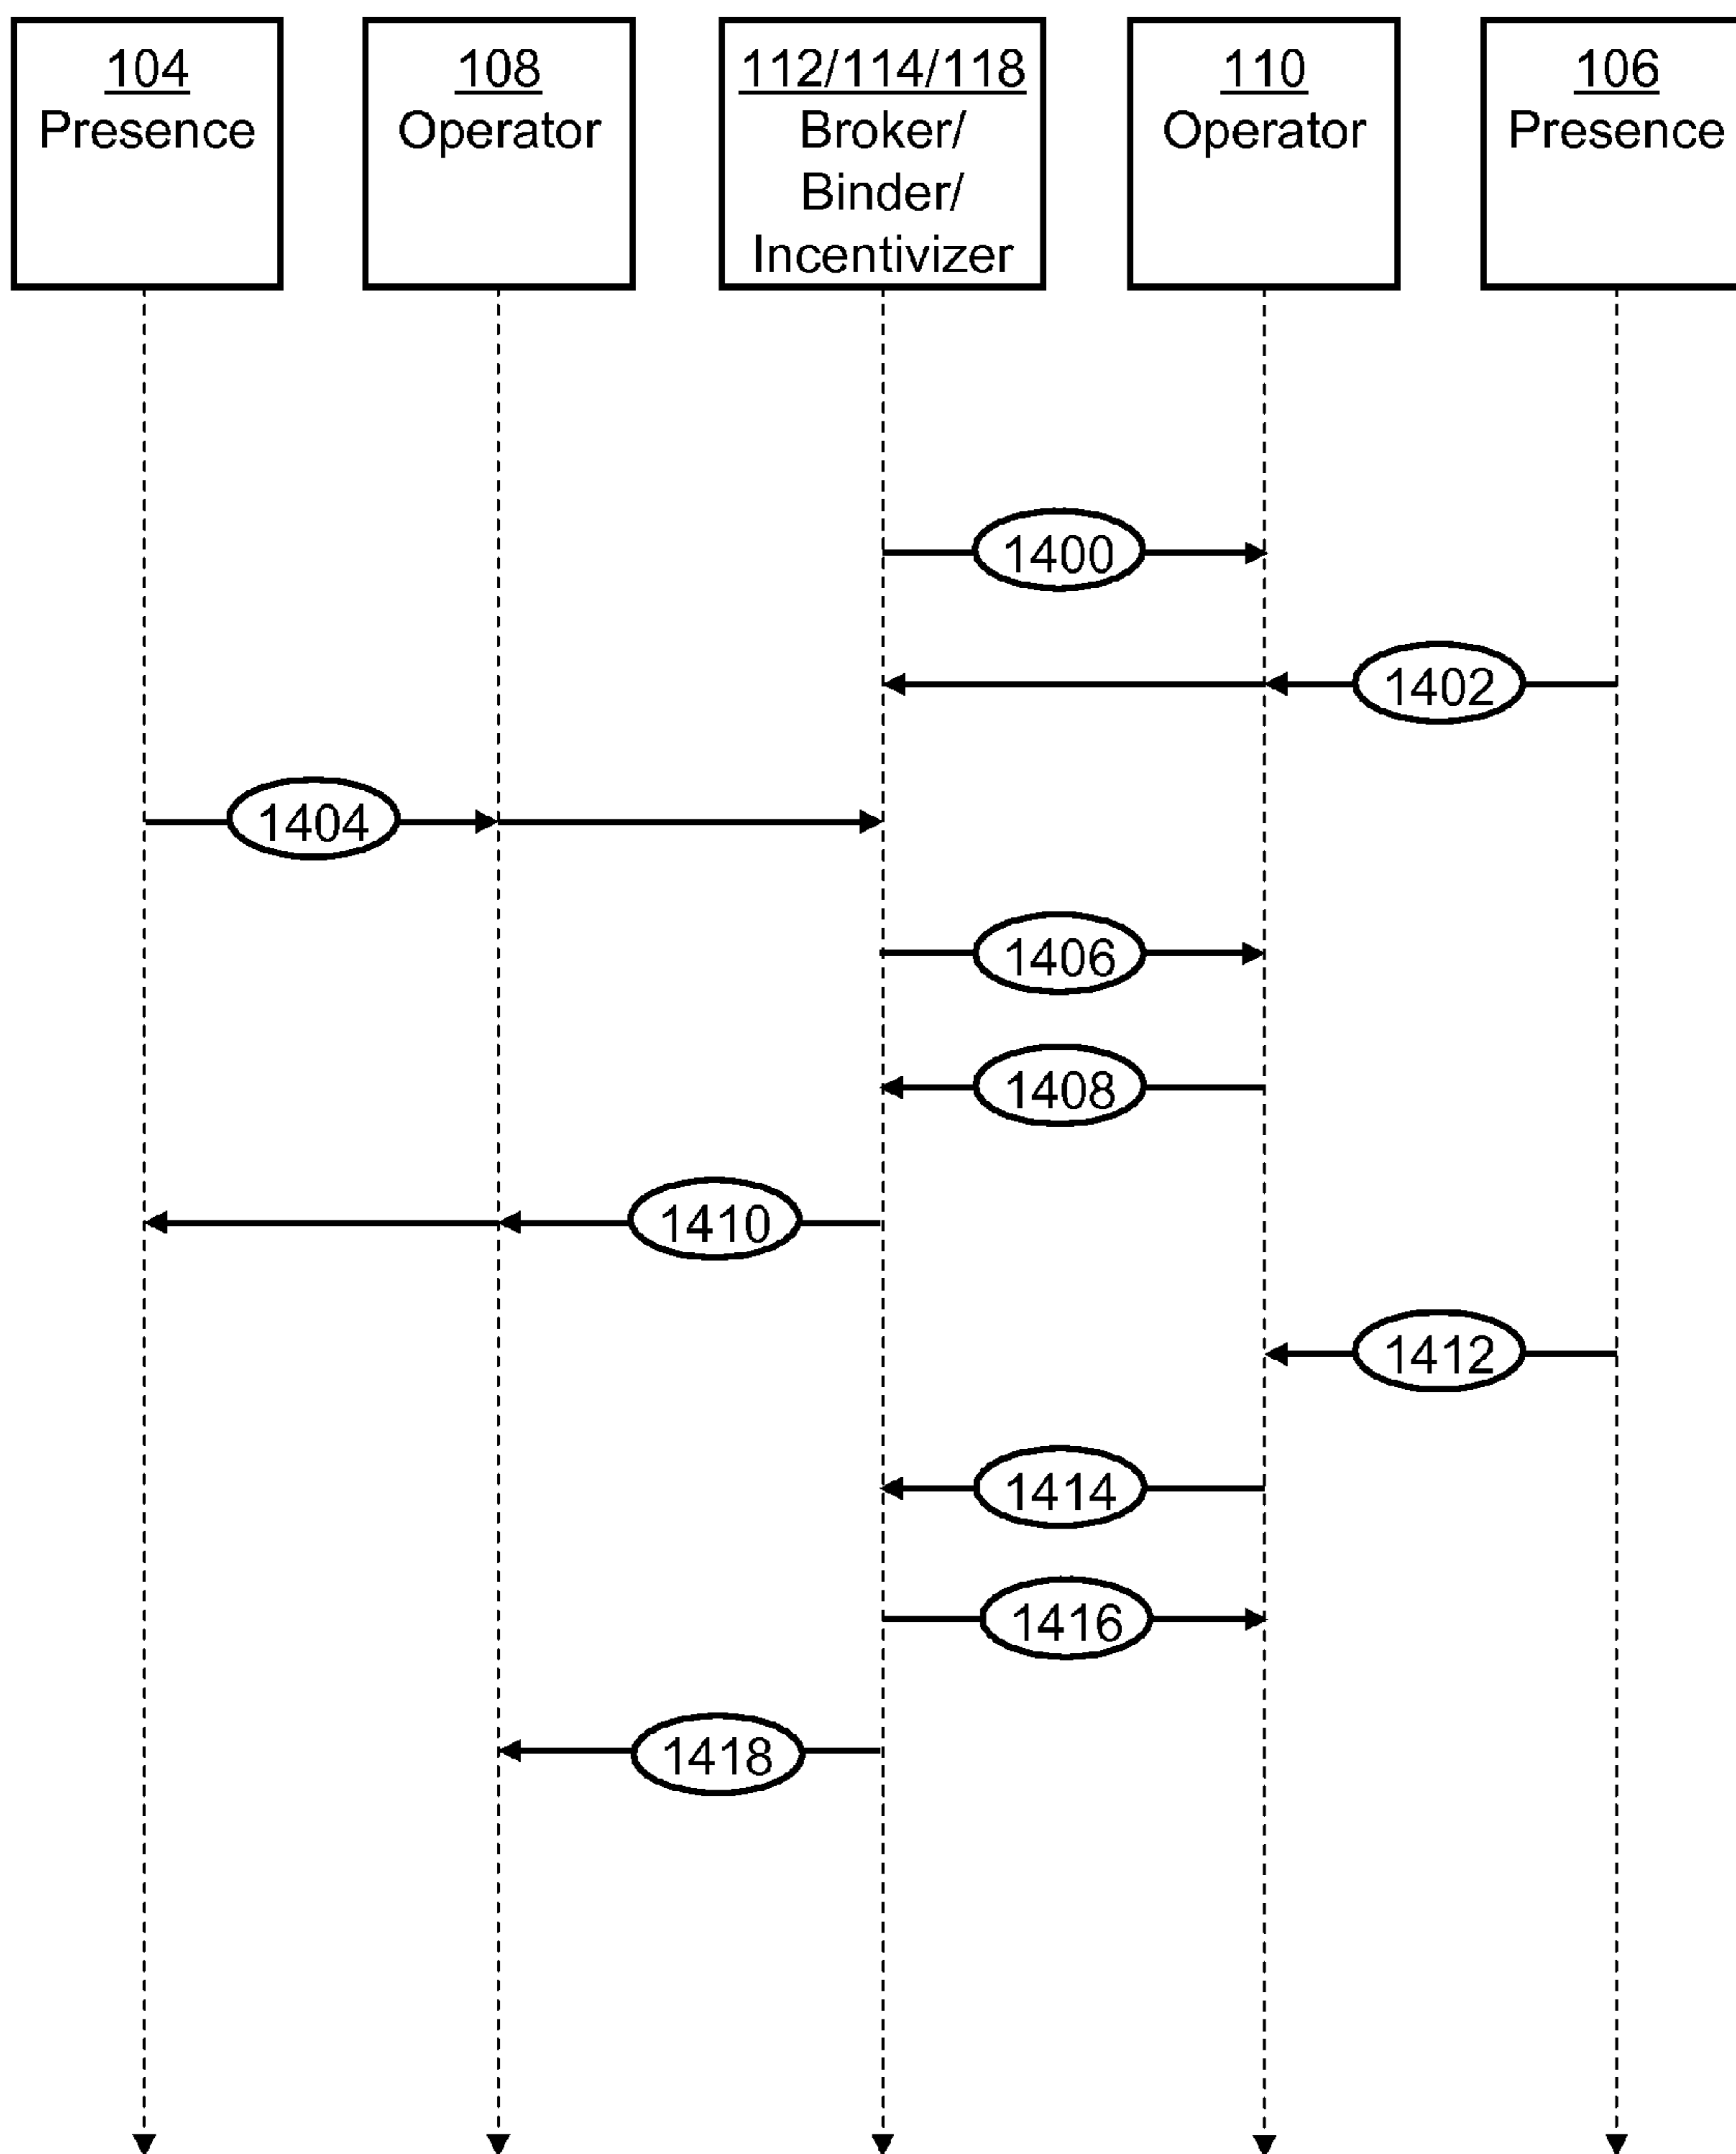 104
Presence
108
Operator
112/114/118
Broker/
Binder/
Incentivizer
110
Operator
106
Presence
1400
1402
1404
1406
1408
1410
1412
1414
1416
1418